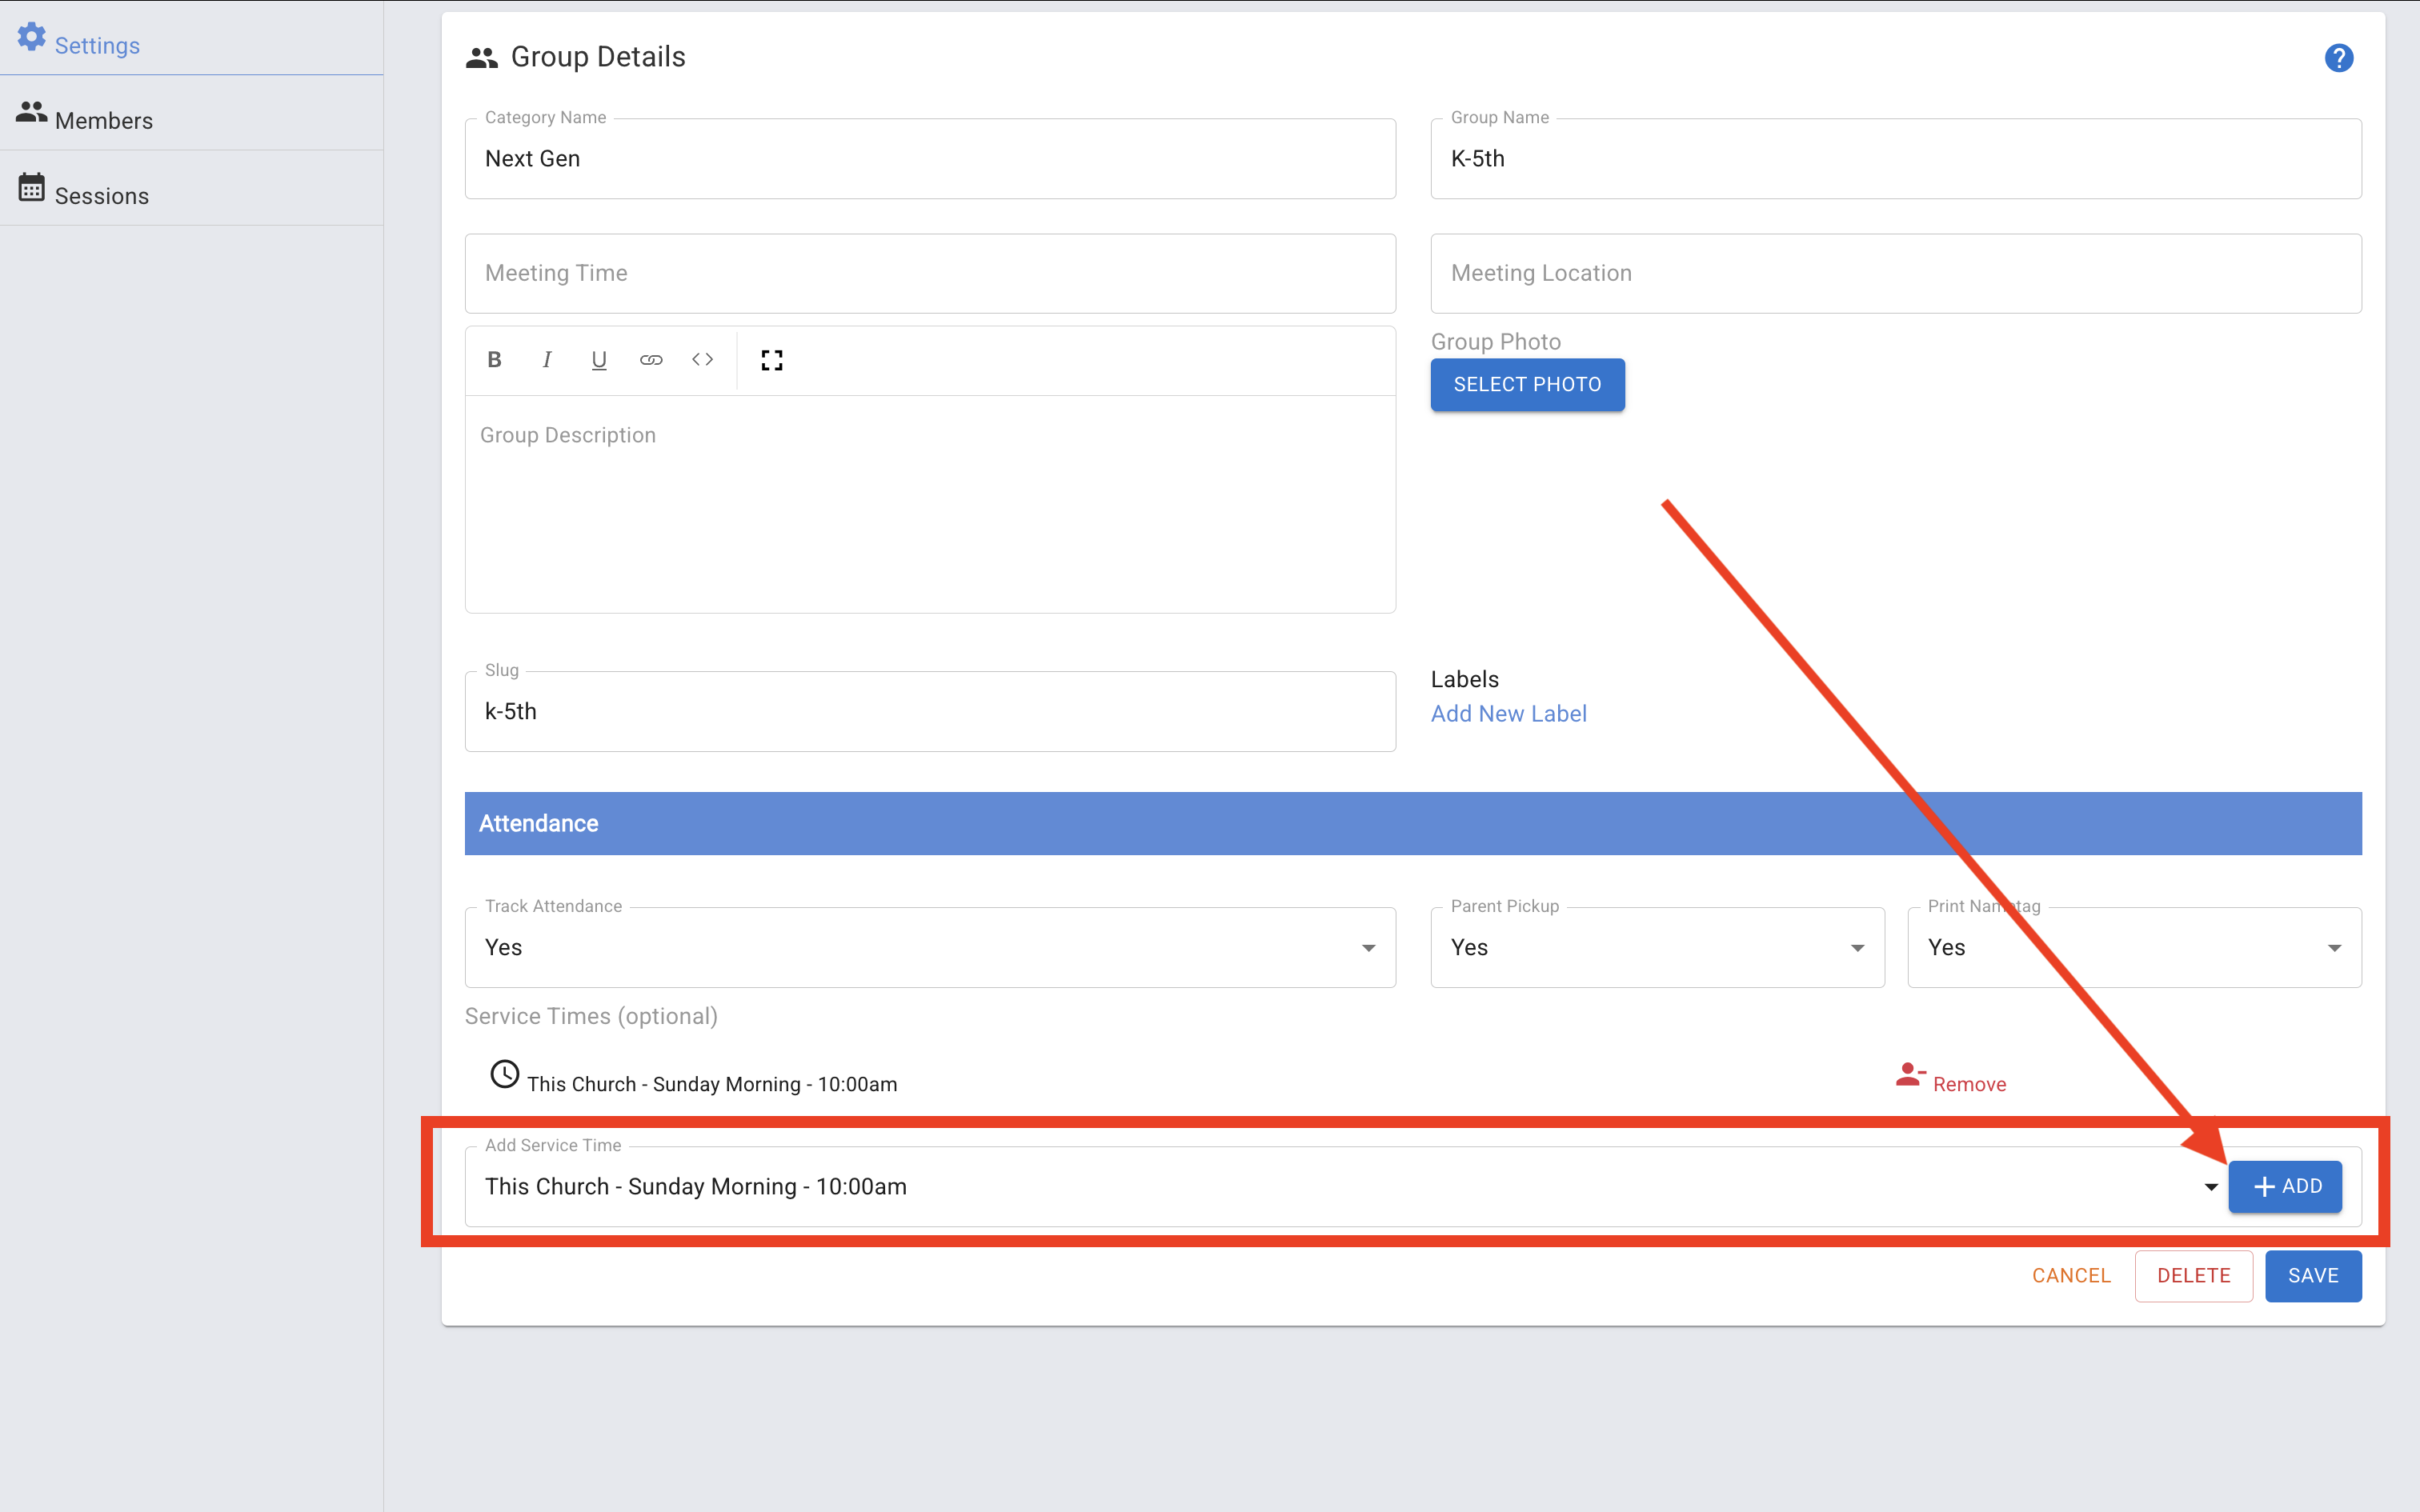 Settings
Members
Sessions
Group Details
Category Name
Next Gen
Group Name
K-5th
Meeting Time
Meeting Location
B I U
Group Description
Group Photo
SELECT PHOTO
Slug
k-5th
Labels
Add New Label
Attendance
Track Attendance
Yes
Parent Pickup
Yes
Print Nametag
Yes
Service Times (optional)
This Church - Sunday Morning - 10:00am
Remove
Add Service Time
This Church - Sunday Morning - 10:00am
+ ADD
CANCEL
DELETE
SAVE